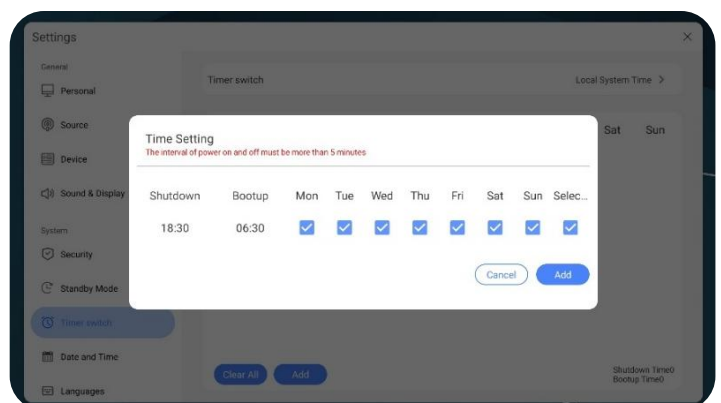 Settings
General
Personal
Source
Device
Sound & Display
System
Security
Standby Mode
Timer switch
Date and Time
Languages
Timer switch
Local System Time >
Sat Sun
Time Setting
The interval of power on and off must be more than 5 minutes
Shutdown Bootup Mon Tue Wed Thu Fri Sat Sun Selec...
18:30 06:30
Cancel Add
Clear All Add
Shutdown Time0
Bootup Time0